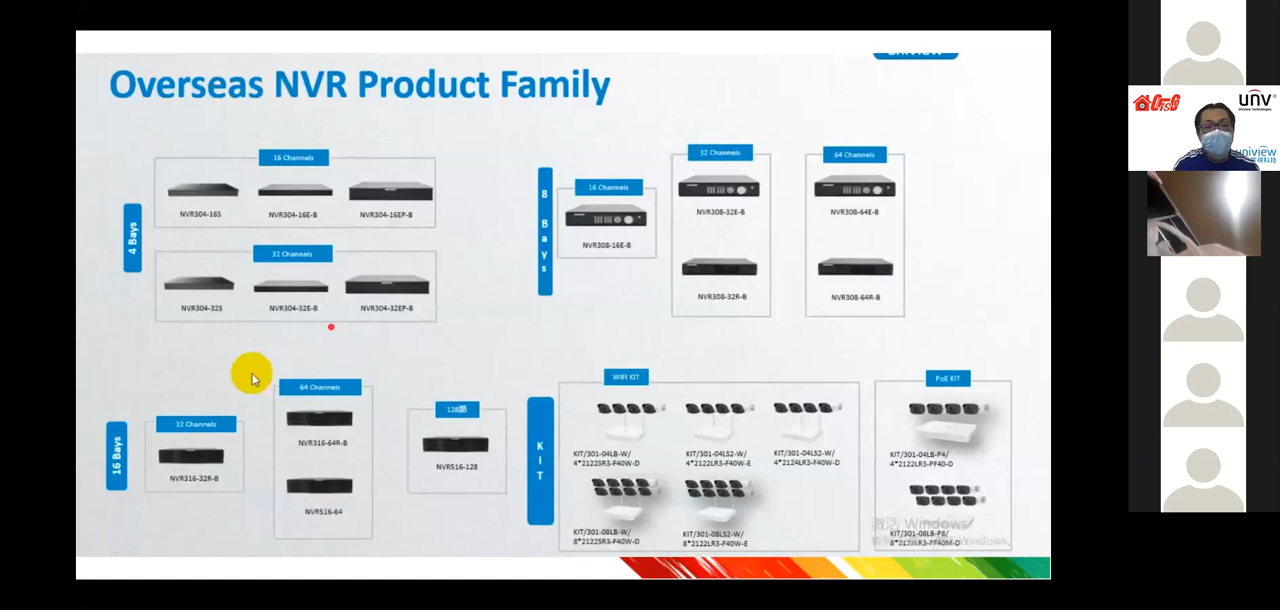 Overseas NVR Product Family
4 Bays
16 Channels
NVR304-16S
NVR304-16E-B
NVR304-16EP-B
32 Channels
NVR304-32S
NVR304-32E-B
NVR304-32EP-B
8 Bays
16 Channels
NVR308-16E-B
32 Channels
NVR308-32E-B
NVR308-32R-B
64 Channels
NVR308-64E-B
NVR308-64R-B
16 Bays
32 Channels
NVR316-32R-B
64 Channels
NVR316-64R-B
NVR516-64
128路
NVR516-128
KIT
WIFI KIT
KIT/301-04LB-W/
4*2122SR3-F40W-D
KIT/301-04LS2-W/
4*2122LR3-F40W-E
KIT/301-04LS2-W/
4*2124LR3-F40W-D
KIT/301-08LB-W/
8*2122SR3-F40W-D
KIT/301-08LS2-W/
8*2122LR3-F40W-E
PoE KIT
KIT/301-04LB-P4/
4*2122LR3-PF40-D
KIT/301-08LB-P8/
激活 Windows
unv
Uniview Technologies
uniview